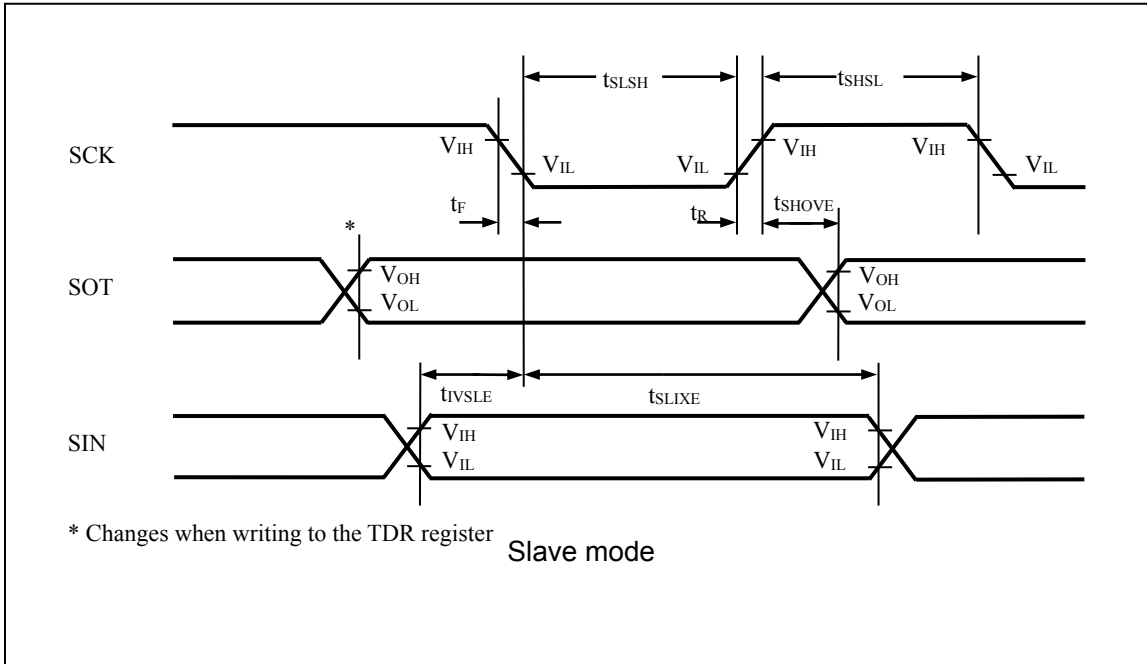 tSLSH
tSHSL
SCK
VIH
VIL
VIL
VIH
VIH
VIL
tF
tR
tSHOVE
*
SOT
VOH
VOL
VOH
VOL
tIVSLE
tSLIXE
SIN
VIH
VIL
VIH
VIL
* Changes when writing to the TDR register
Slave mode